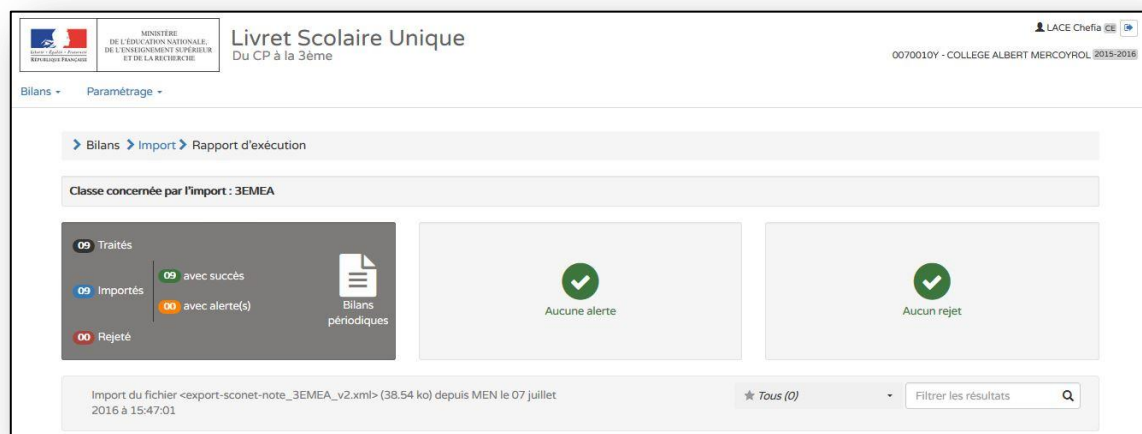 MINISTÈRE
DE L'ÉDUCATION NATIONALE,
DE L'ENSEIGNEMENT SUPÉRIEUR
ET DE LA RECHERCHE
Liberté • Égalité • Fraternité
RÉPUBLIQUE FRANÇAISE
Livret Scolaire Unique
Du CP à la 3ème
LACE Chefia CE
0070010Y - COLLEGE ALBERT MERCOYROL 2015-2016
Bilans Paramétrage
Bilans Import Rapport d'exécution
Classe concernée par l'import : 3EMEA
09 Traités
09 Importés
09 avec succès
00 avec alerte(s)
00 Rejeté
Bilans
périodiques
Aucune alerte
Aucun rejet
Import du fichier <export-sconet-note_3EMEA_v2.xml> (38.54 ko) depuis MEN le 07 juillet
2016 à 15:47:01
Tous (0)
Filtrer les résultats